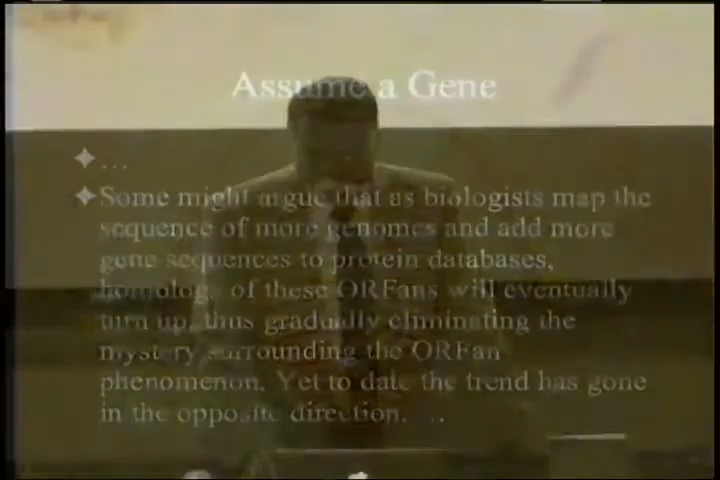 Assume a Gene
...
Some might argue that as biologists map the
sequence of more genomes and add more
gene sequences to protein databases,
homologs of these ORFans will eventually
turn up, thus gradually eliminating the
mystery surrounding the ORFan
phenomenon. Yet to date the trend has gone
in the opposite direction. ...